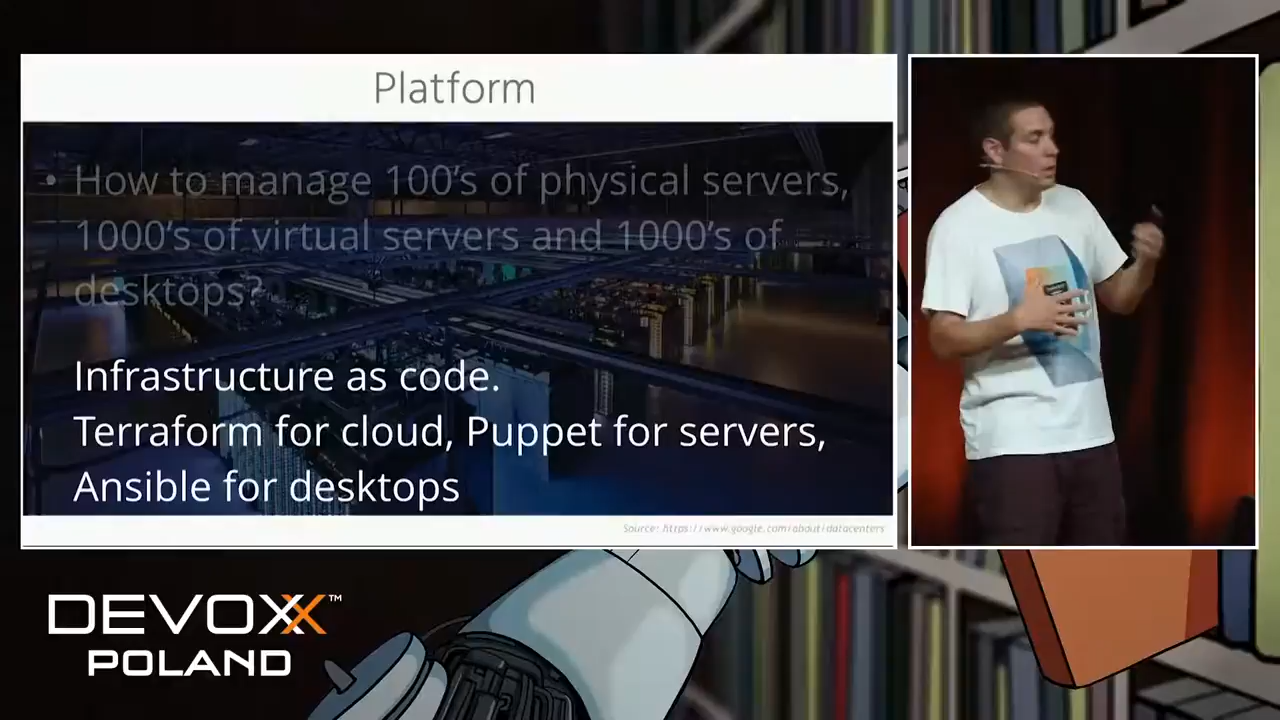 Platform
• How to manage 100's of physical servers,
1000's of virtual servers and 1000's of
desktops?
Infrastructure as code.
Terraform for cloud, Puppet for servers,
Ansible for desktops
Source: https://www.google.com/about/datacenters
DEVOXX™
POLAND